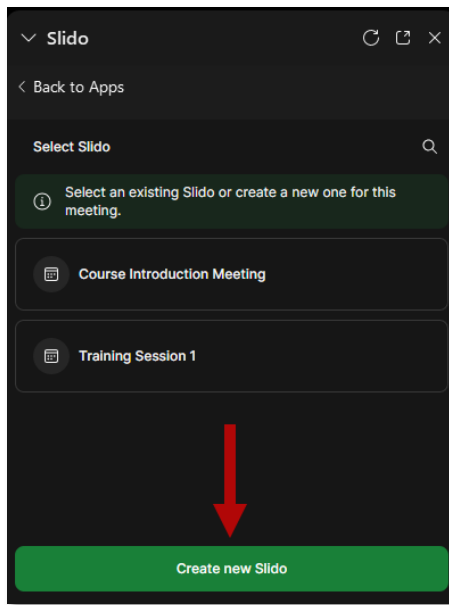 Slido
Back to Apps
Select Slido
Select an existing Slido or create a new one for this
meeting.
Course Introduction Meeting
Training Session 1
Create new Slido